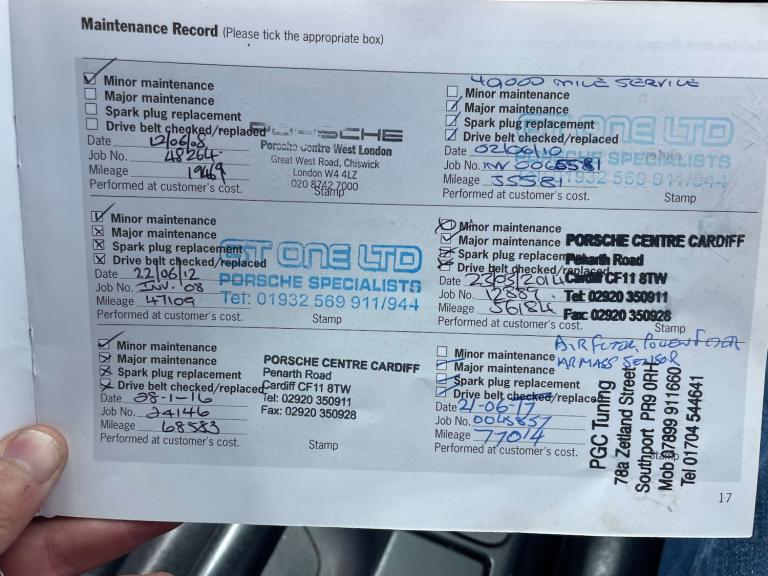 Maintenance Record (Please tick the appropriate box)
Minor maintenance
Major maintenance
Spark plug replacement
Drive belt checked/replaced
Date 12/06/08
Job No. 48264
Mileage 19469
Performed at customer's cost.
PORSCHE
Porsche Centre West London
Great West Road, Chiswick
London W4 4LZ
020 8742 7000
Stamp
40,000 MILE SERVICE
Minor maintenance
Major maintenance
Spark plug replacement
Drive belt checked/replaced
Date 02/06/10
Job No.
Mileage 35581
Performed at customer's cost.
ST ONE LTD
PORSCHE SPECIALISTS
Tel: 01932 569 911/944
Stamp
Minor maintenance
Major maintenance
Spark plug replacement
Drive belt checked/replaced
Date 22/06/12
Job No. INV. 08
Mileage 47109
Performed at customer's cost.
ST ONE LTD
PORSCHE SPECIALISTS
Tel: 01932 569 911/944
Stamp
Minor maintenance
Major maintenance
Spark plug replacement
Drive belt checked/replaced
Date 23/03/2014
Job No. 12887
Mileage 56184
Performed at customer's cost.
PORSCHE CENTRE CARDIFF
Penarth Road
Cardiff CF11 8TW
Tel: 02920 350911
Fax: 02920 350928
Stamp
Minor maintenance
Major maintenance
Spark plug replacement
Drive belt checked/replaced
Date 08-1-16
Job No. 24146
Mileage 68583
Performed at customer's cost.
PORSCHE CENTRE CARDIFF
Penarth Road
Cardiff CF11 8TW
Tel: 02920 350911
Fax: 02920 350928
Stamp
AIR FILTER, POLLEN FILTER
AIR MASS SENSOR
Minor maintenance
Major maintenance
Spark plug replacement
Drive belt checked/replaced
Date 21-06-17
Job No.
Mileage 77014
Performed at customer's cost.
PGC Tuning
78a Zetland Street
Southport PR9 0RH
Mob 07899 911660
Tel 01704 544641
Stamp
17